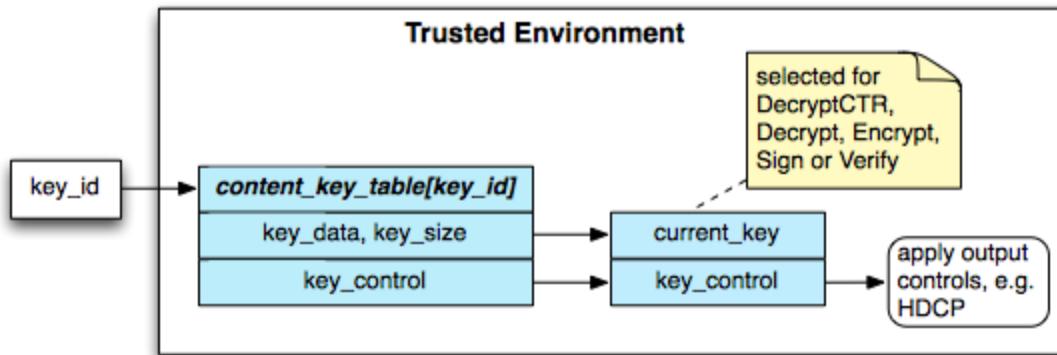 Trusted Environment
selected for
DecryptCTR,
Decrypt, Encrypt,
Sign or Verify
key_id
content_key_table[key_id]
key_data, key_size
current_key
key_control
key_control
apply output
controls, e.g.
HDCP